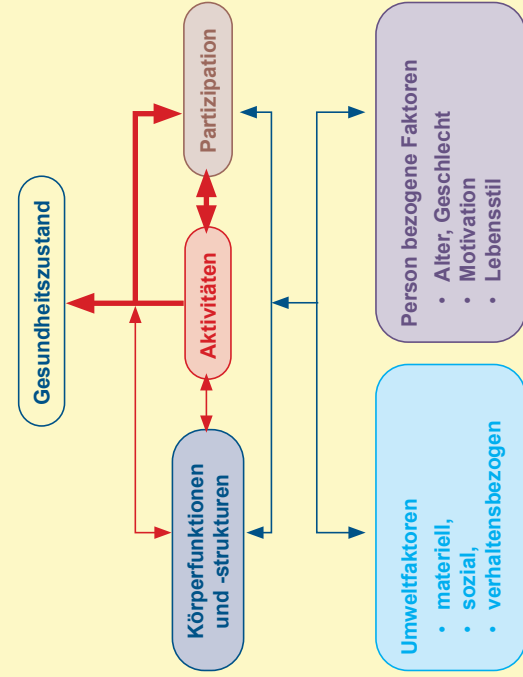 Gesundheitszustand
Körperfunktionen
und -strukturen
Aktivitäten
Partizipation
Umweltfaktoren
• materiell,
• sozial,
• verhaltensbezogen
Person bezogene Faktoren
• Alter, Geschlecht
• Motivation
• Lebensstil